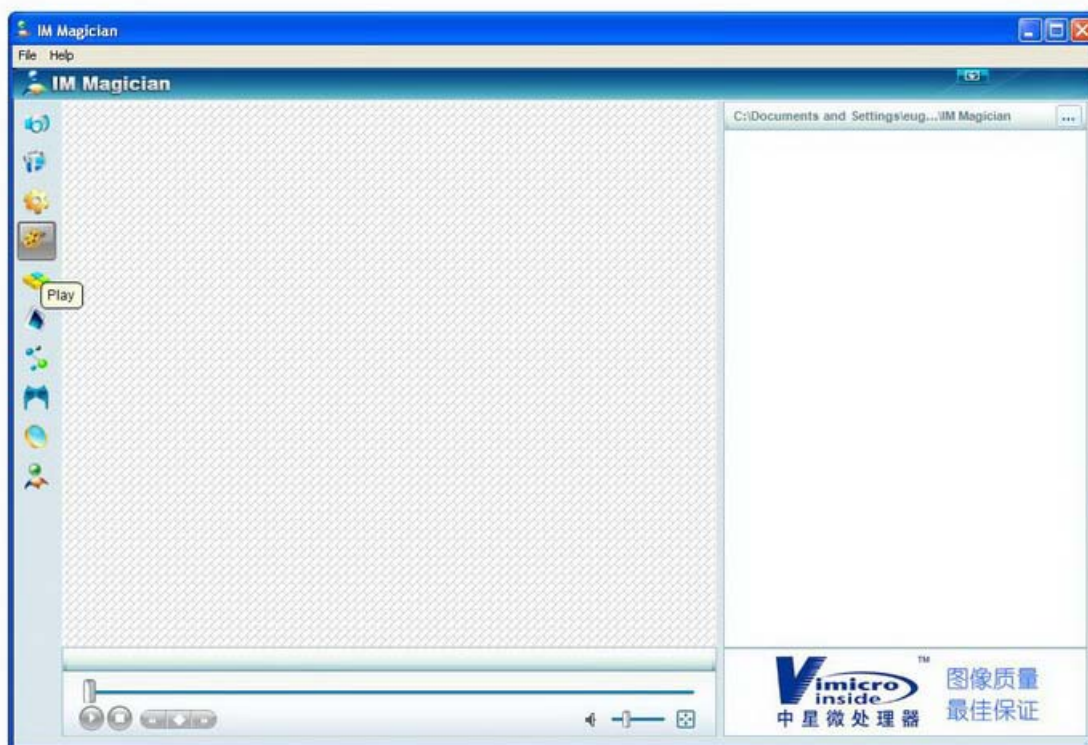 IM Magician
File Help
IM Magician
C:\Documents and Settings\eug...\IM Magician ...
Play
Vimicro TM
inside
中星微处理器
图像质量
最佳保证